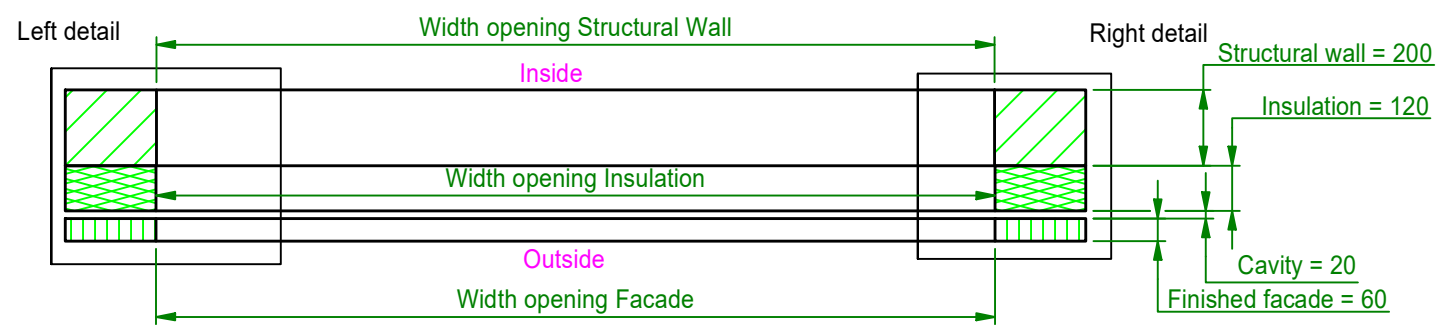 Left detail
Width opening Structural Wall
Right detail
Structural wall = 200
Inside
Insulation = 120
Width opening Insulation
Outside
Cavity = 20
Width opening Facade
Finished facade = 60